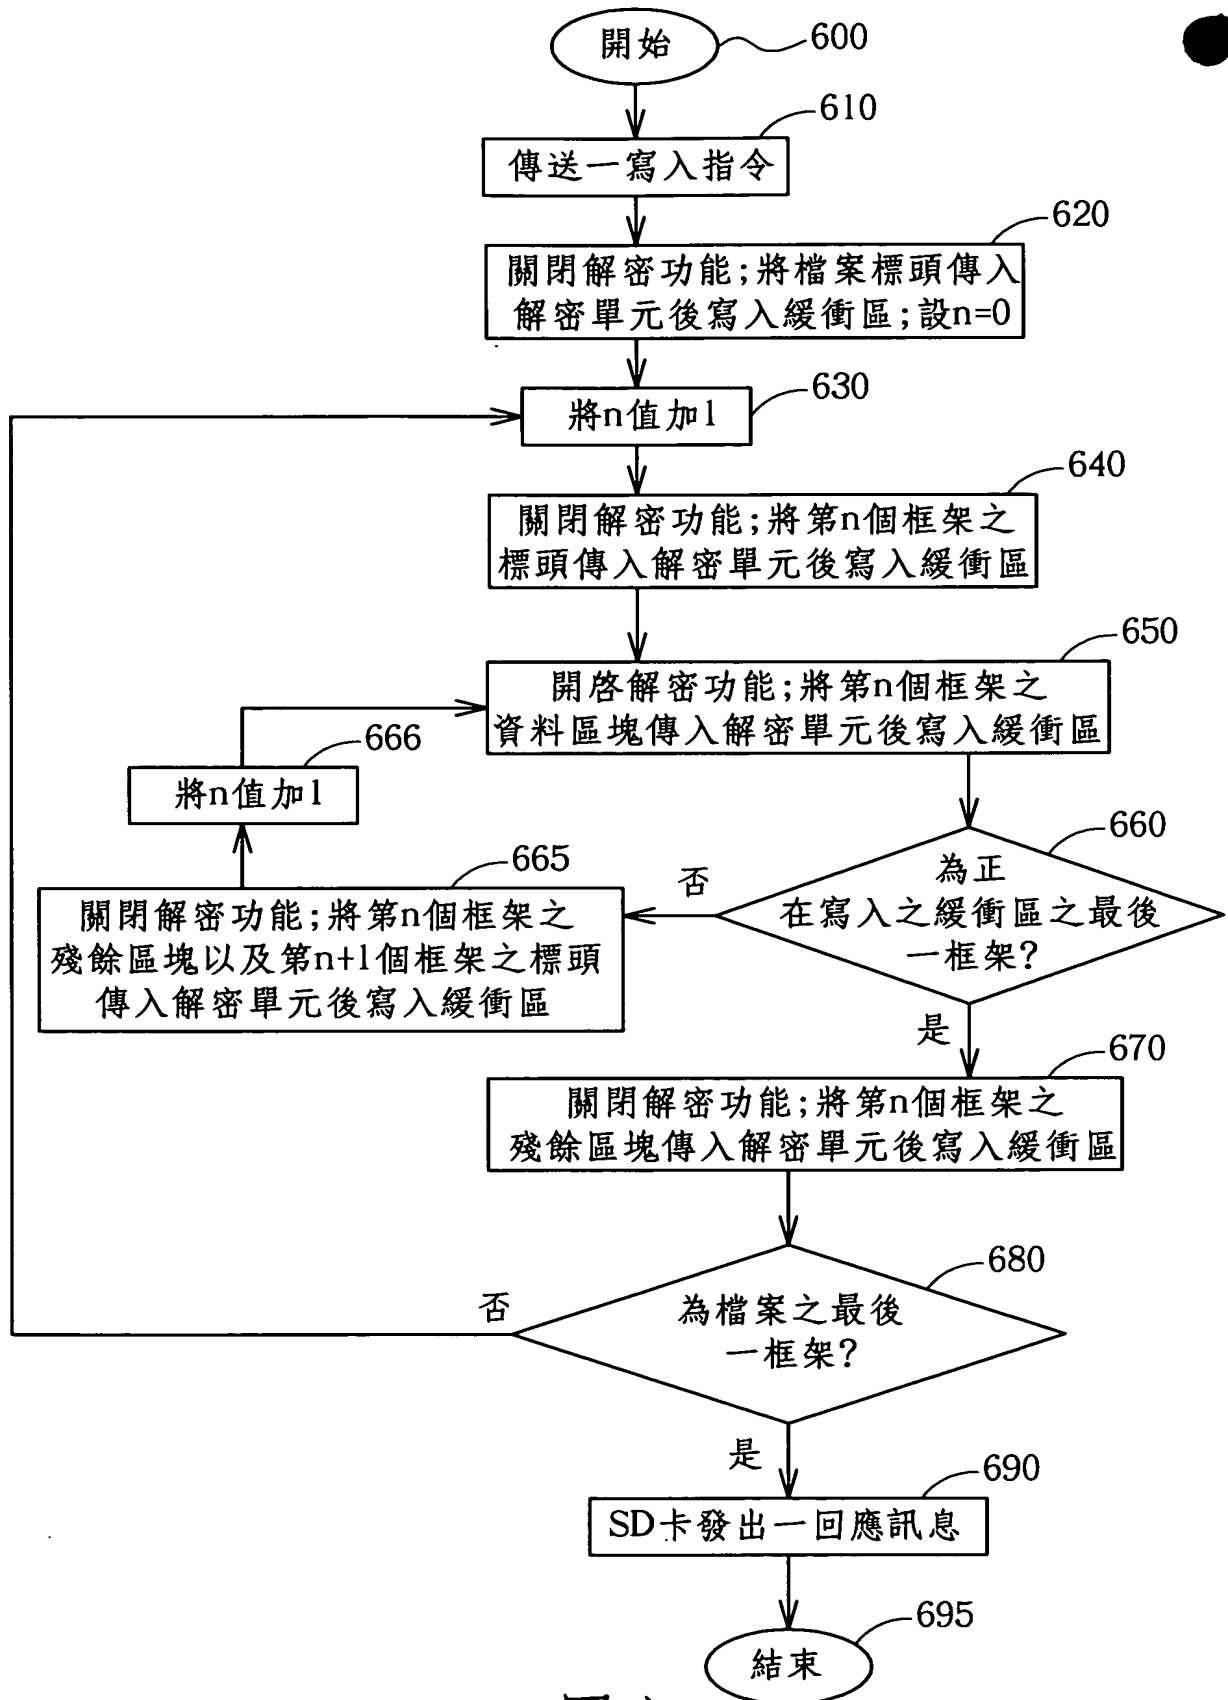 開始
600
610
傳送一寫入指令
620
關閉解密功能;將檔案標頭傳入
解密單元後寫入緩衝區;設n=0
630
將n值加1
640
關閉解密功能;將第n個框架之
標頭傳入解密單元後寫入緩衝區
650
開啓解密功能;將第n個框架之
資料區塊傳入解密單元後寫入緩衝區
666
將n值加1
660
為正
在寫入之緩衝區之最後
一框架?
否
665
關閉解密功能;將第n個框架之
殘餘區塊以及第n+1個框架之標頭
傳入解密單元後寫入緩衝區
是
670
關閉解密功能;將第n個框架之
殘餘區塊傳入解密單元後寫入緩衝區
680
否
為檔案之最後
一框架?
是
690
SD卡發出一回應訊息
695
結束